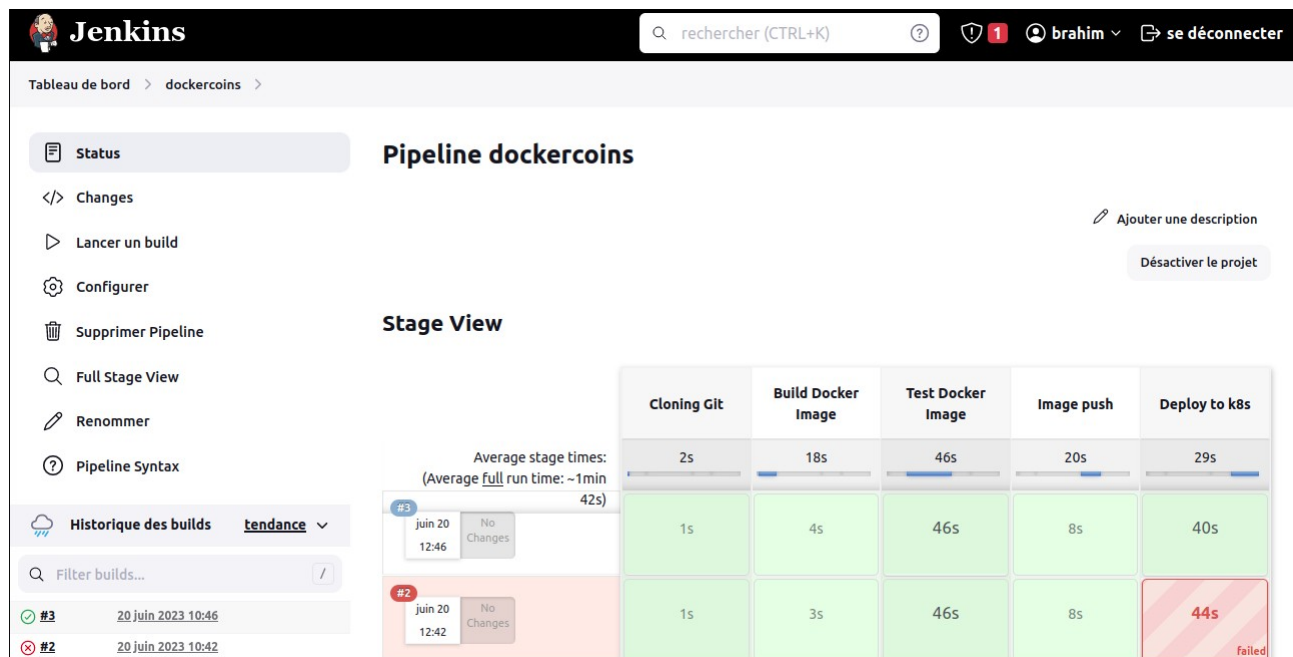 Jenkins
rechercher (CTRL+K)
?
1
brahim
se déconnecter
Tableau de bord
dockercoins
Status
Changes
Lancer un build
Configurer
Supprimer Pipeline
Full Stage View
Renommer
Pipeline Syntax
Historique des builds
tendance
Filter builds...
/
#3
20 juin 2023 10:46
#2
20 juin 2023 10:42
Pipeline dockercoins
Ajouter une description
Désactiver le projet
Stage View
Cloning Git
Build Docker
Image
Test Docker
Image
Image push
Deploy to k8s
Average stage times:
(Average full run time: ~1min
42s)
2s
18s
46s
20s
29s
#3
juin 20
12:46
No
Changes
1s
4s
46s
8s
40s
#2
juin 20
12:42
No
Changes
1s
3s
46s
8s
44s
failed